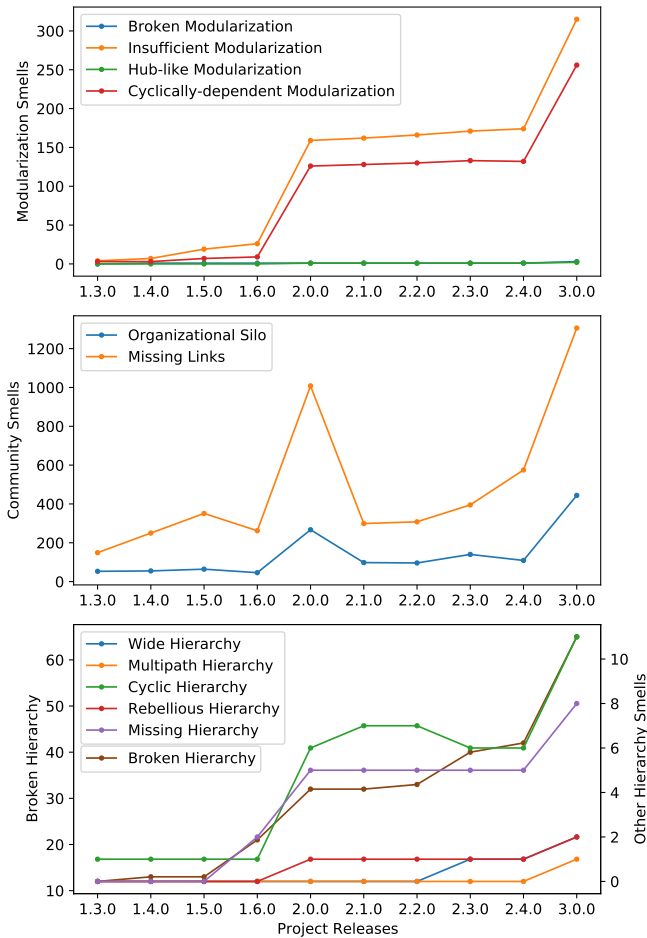 300
250
200
150
100
50
0
Modularization Smells
Broken Modularization
Insufficient Modularization
Hub-like Modularization
Cyclically-dependent Modularization
1.3.0 1.4.0 1.5.0 1.6.0 2.0.0 2.1.0 2.2.0 2.3.0 2.4.0 3.0.0
1200
1000
800
600
400
200
0
Community Smells
Organizational Silo
Missing Links
1.3.0 1.4.0 1.5.0 1.6.0 2.0.0 2.1.0 2.2.0 2.3.0 2.4.0 3.0.0
60
50
40
30
20
10
Broken Hierarchy
Wide Hierarchy
Multipath Hierarchy
Cyclic Hierarchy
Rebellious Hierarchy
Missing Hierarchy
Broken Hierarchy
10
8
6
4
2
0
Other Hierarchy Smells
1.3.0 1.4.0 1.5.0 1.6.0 2.0.0 2.1.0 2.2.0 2.3.0 2.4.0 3.0.0
Project Releases